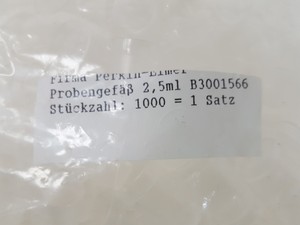 Firma Perkin-Elmer
Probengefäß 2,5ml B3001566
Stückzahl: 1000 = 1 Satz